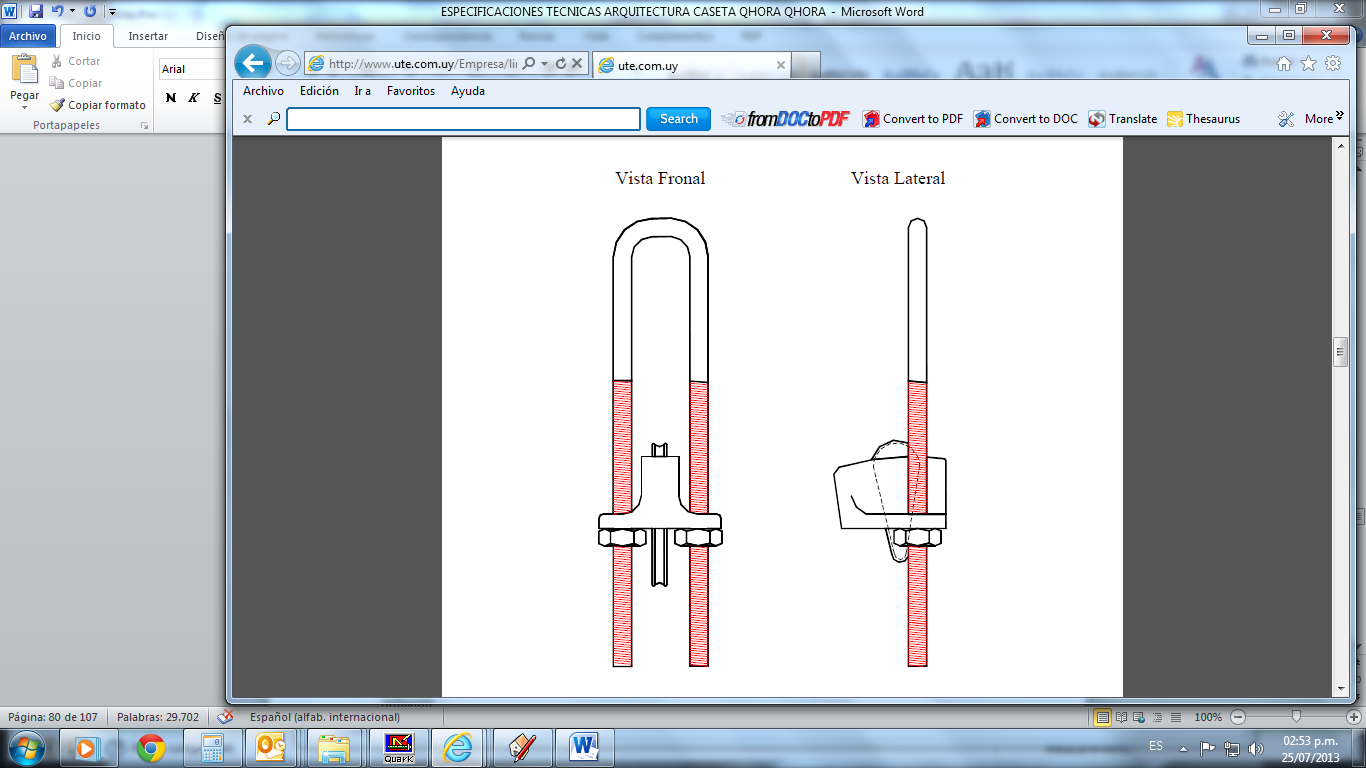 ESPECIFICACIONES TECNICAS ARQUITECTURA CASETA QHORA QHORA - Microsoft Word
Archivo Inicio Insertar Diseñ
Pegar
Cortar
Copiar
Copiar formato
Portapapeles
Arial
N K S
http://www.ute.com.uy/Empresa/lin
ute.com.uy
Archivo Edición Ir a Favoritos Ayuda
Search
fromDOCtoPDF
Convert to PDF
Convert to DOC
Translate
Thesaurus
More
Vista Fronal Vista Lateral
Página: 80 de 107 Palabras: 29.702 Español (alfab. internacional) 100%
Quark
ES
02:53 p.m.
25/07/2013